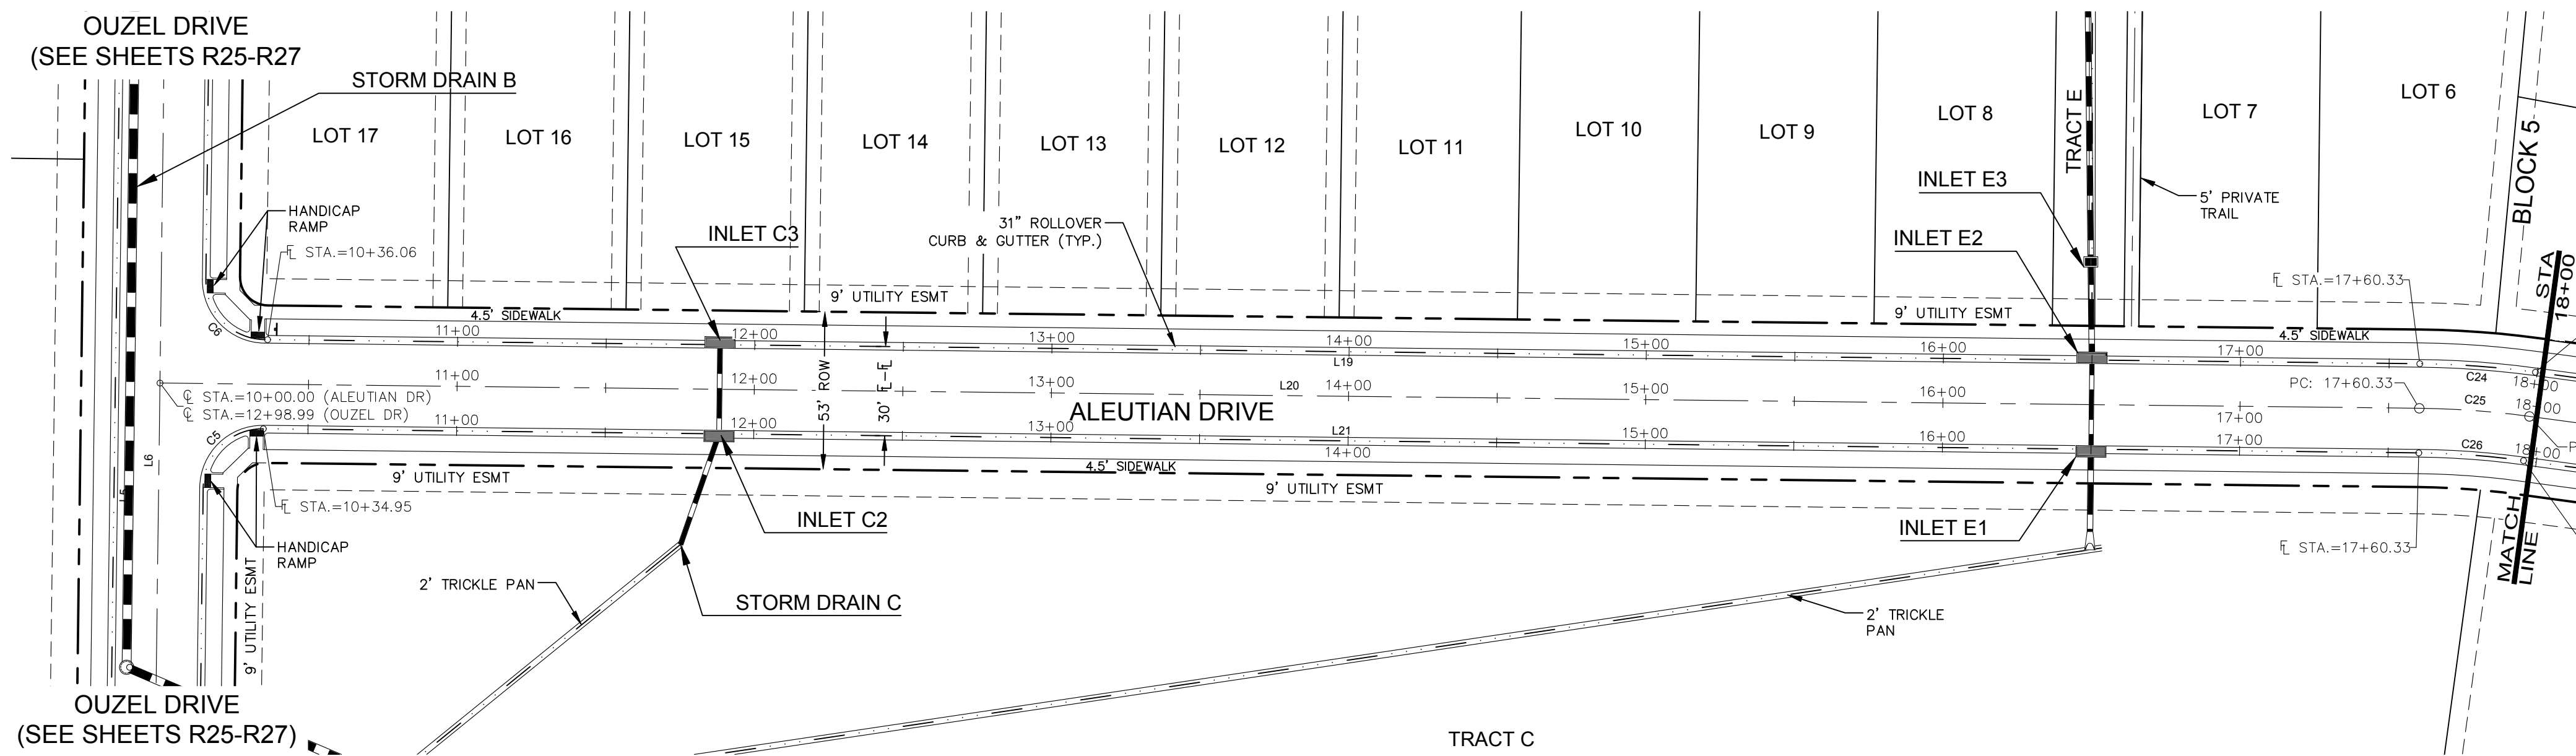 OUZEL DRIVE
(SEE SHEETS R25-R27
STORM DRAIN B
LOT 17
LOT 16
LOT 15
LOT 14
LOT 13
LOT 12
LOT 11
LOT 10
LOT 9
LOT 8
TRACT E
LOT 7
LOT 6
BLOCK 5
HANDICAP
RAMP
℄ STA.=10+36.06
INLET C3
31" ROLLOVER
CURB & GUTTER (TYP.)
INLET E3
INLET E2
5' PRIVATE
TRAIL
STA
18+00
FL STA.=17+60.33
9' UTILITY ESMT
9' UTILITY ESMT
4.5' SIDEWALK
4.5' SIDEWALK
C6
11+00
12+00
13+00
14+00
15+00
16+00
17+00
18+00
L19
C24
53' ROW
30' FL-FL
11+00
12+00
13+00
L20
14+00
15+00
16+00
17+00
PC: 17+60.33
C25
18+00
℄ STA.=10+00.00 (ALEUTIAN DR)
℄ STA.=12+98.99 (OUZEL DR)
ALEUTIAN DRIVE
C5
L6
L5
11+00
12+00
13+00
L21
14+00
15+00
16+00
17+00
C26
18+00
P
4.5' SIDEWALK
9' UTILITY ESMT
9' UTILITY ESMT
FL STA.=10+34.95
INLET C2
INLET E1
HANDICAP
RAMP
FL STA.=17+60.33
MATCH
LINE
9' UTILITY ESMT
2' TRICKLE PAN
STORM DRAIN C
2' TRICKLE
PAN
OUZEL DRIVE
(SEE SHEETS R25-R27)
TRACT C